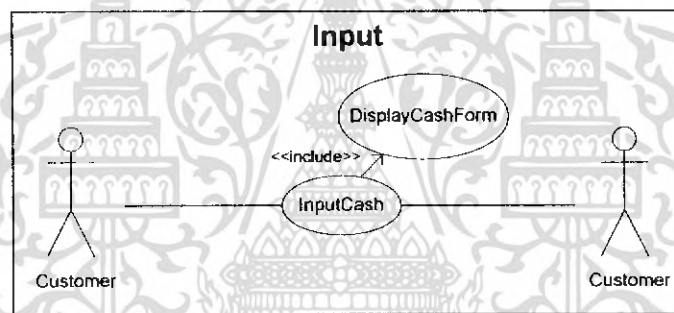 Input
DisplayCashForm
<<include>>
InputCash
Customer
Customer